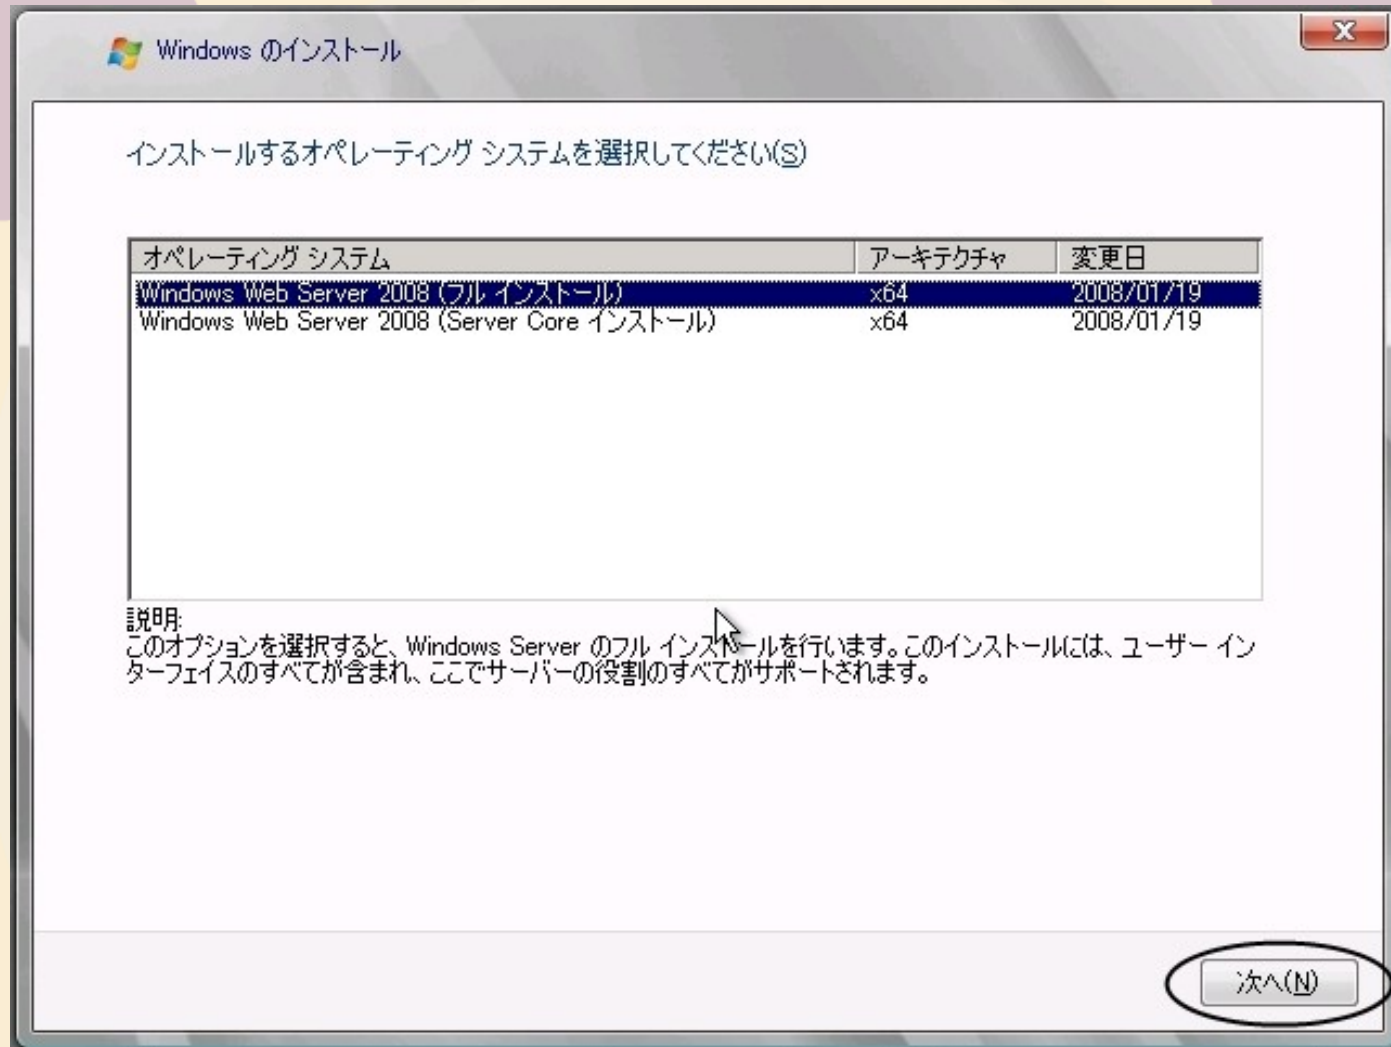 Windows のインストール
インストールするオペレーティング システムを選択してください(S)
オペレーティング システム アーキテクチャ 変更日
Windows Web Server 2008 (フル インストール) x64 2008/01/19
Windows Web Server 2008 (Server Core インストール) x64 2008/01/19
説明:
このオプションを選択すると、Windows Server のフル インストールを行います。このインストールには、ユーザー イン
ターフェイスのすべてが含まれ、ここでサーバーの役割のすべてがサポートされます。
次へ(N)